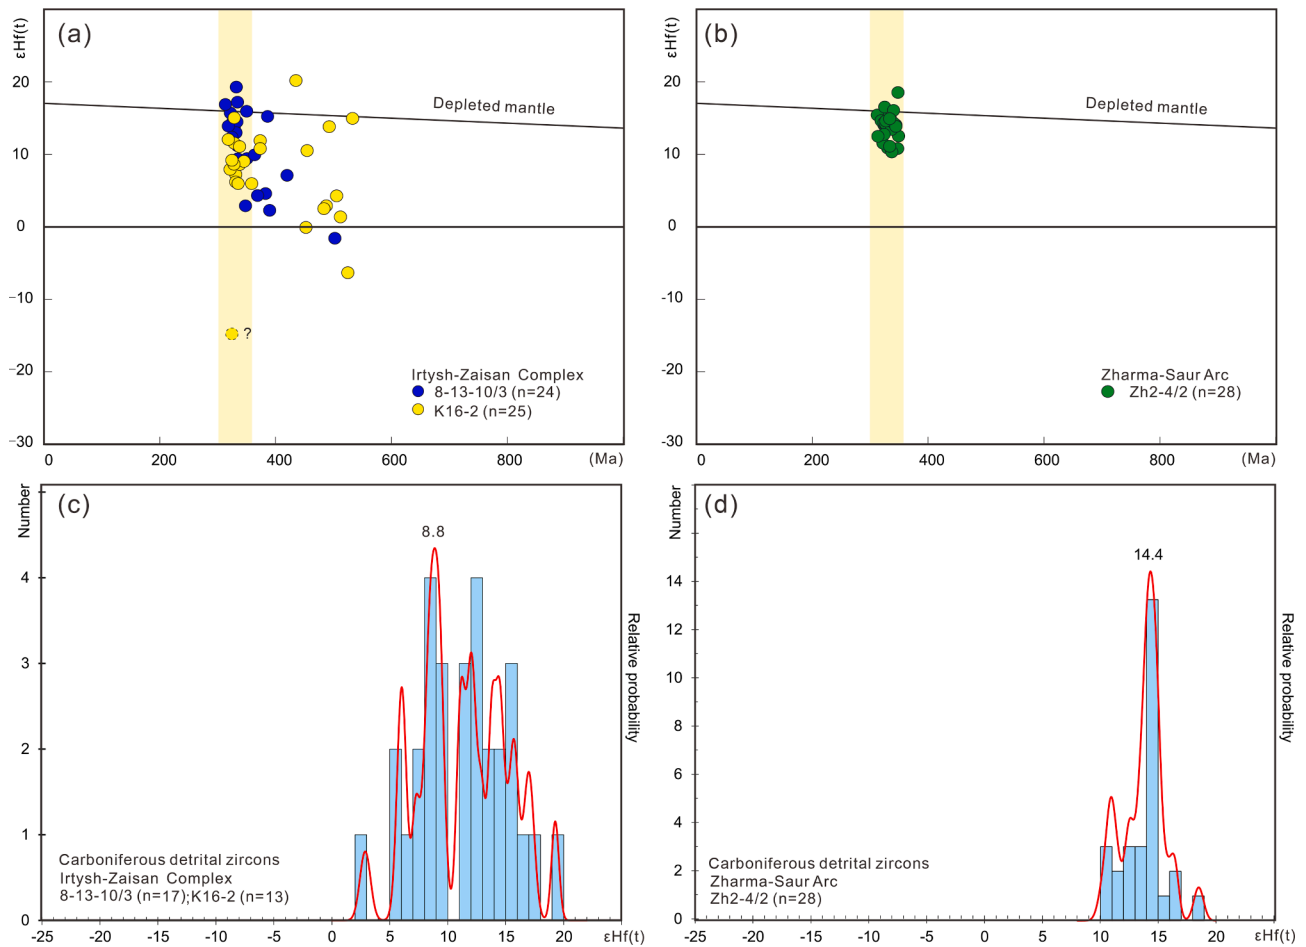 (a)
εHf(t)
20
10
0
−10
−20
−30
Depleted mantle
?
Irtysh-Zaisan Complex
8-13-10/3 (n=24)
K16-2 (n=25)
0 200 400 600 800 (Ma)
(b)
εHf(t)
20
10
0
-10
-20
-30
Depleted mantle
Zharma-Saur Arc
Zh2-4/2 (n=28)
0 200 400 600 800 (Ma)
(c)
Number
4
3
2
1
0
8.8
Relative probability
Carboniferous detrital zircons
Irtysh-Zaisan Complex
8-13-10/3 (n=17);K16-2 (n=13)
-25 -20 -15 -10 -5 0 5 10 15 20 εHf(t)
(d)
Number
14
12
10
8
6
4
2
0
14.4
Relative probability
Carboniferous detrital zircons
Zharma-Saur Arc
Zh2-4/2 (n=28)
-25 -20 -15 -10 -5 0 5 10 15 20 εHf(t)